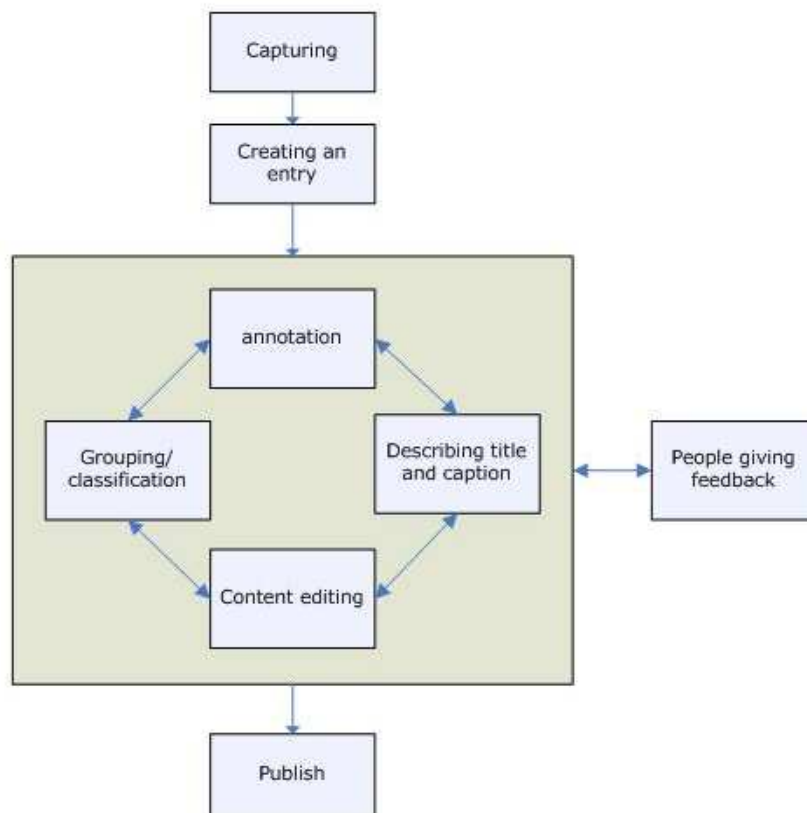 Capturing
Creating an
entry
annotation
Grouping/
classification
Describing title
and caption
People giving
feedback
Content editing
Publish